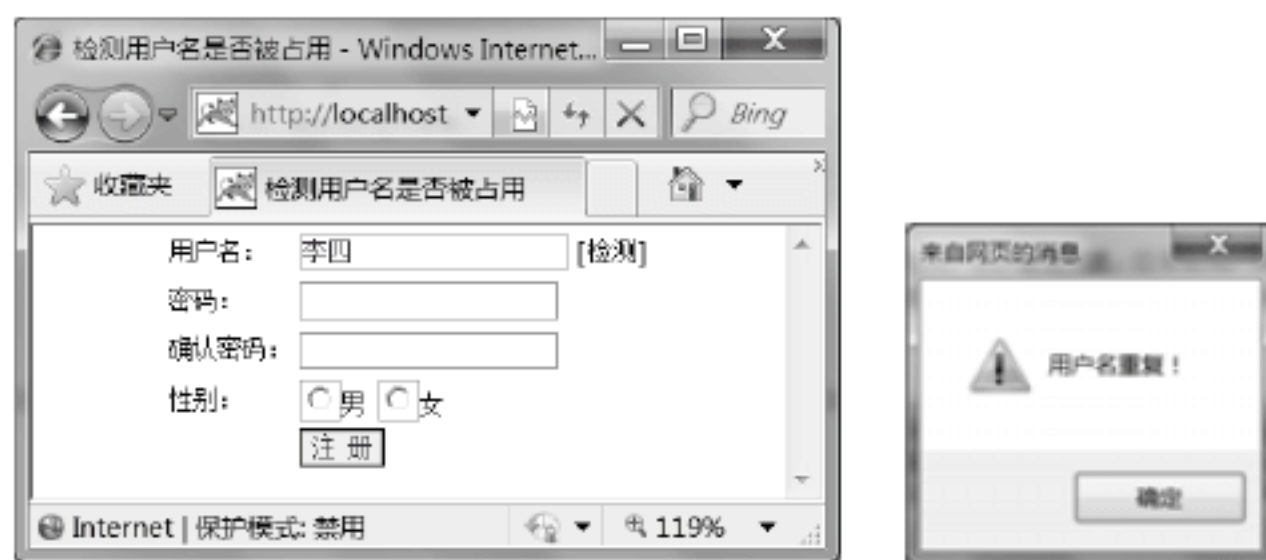 检测用户名是否被占用 - Windows Internet...
http://localhost
Bing
收藏夹
检测用户名是否被占用
用户名：
李四
[检测]
密码：
确认密码：
性别：
男
女
注 册
Internet | 保护模式: 禁用
119%
来自网页的消息
用户名重复！
确定